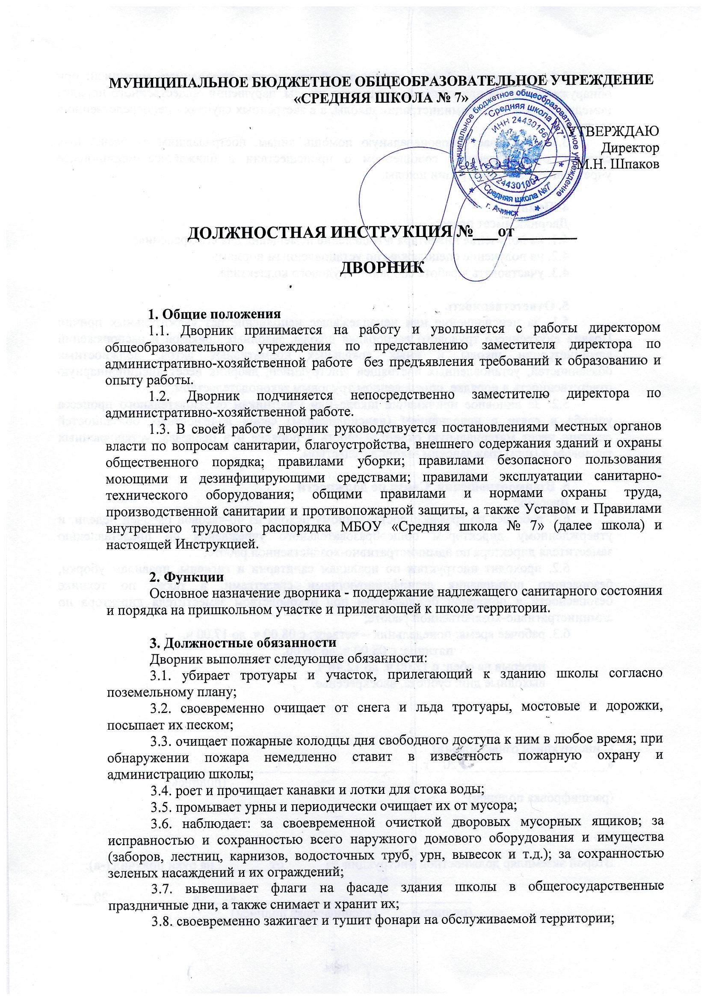 МУНИЦИПАЛЬНОЕ БЮДЖЕТНОЕ ОБЩЕОБРАЗОВАТЕЛЬНОЕ УЧРЕЖДЕНИЕ
«СРЕДНЯЯ ШКОЛА № 7»
УТВЕРЖДАЮ
Директор
М.Н. Шпаков
Муниципальное бюджетное общеобразовательное учреждение
"Средняя школа №7"
ИНН
КПП 244301001
МБОУ "Средняя школа №7"
г. Ачинск
ДОЛЖНОСТНАЯ ИНСТРУКЦИЯ №___от _______
ДВОРНИК
1. Общие положения
1.1. Дворник принимается на работу и увольняется с работы директором
общеобразовательного учреждения по представлению заместителя директора по
административно-хозяйственной работе без предъявления требований к образованию и
опыту работы.
1.2. Дворник подчиняется непосредственно заместителю директора по
административно-хозяйственной работе.
1.3. В своей работе дворник руководствуется постановлениями местных органов
власти по вопросам санитарии, благоустройства, внешнего содержания зданий и охраны
общественного порядка; правилами уборки; правилами безопасного пользования
моющими и дезинфицирующими средствами; правилами эксплуатации санитарно-
технического оборудования; общими правилами и нормами охраны труда,
производственной санитарии и противопожарной защиты, а также Уставом и Правилами
внутреннего трудового распорядка МБОУ «Средняя школа № 7» (далее школа) и
настоящей Инструкцией.
2. Функции
Основное назначение дворника - поддержание надлежащего санитарного состояния
и порядка на пришкольном участке и прилегающей к школе территории.
3. Должностные обязанности
Дворник выполняет следующие обязанности:
3.1. убирает тротуары и участок, прилегающий к зданию школы согласно
поземельному плану;
3.2. своевременно очищает от снега и льда тротуары, мостовые и дорожки,
посыпает их песком;
3.3. очищает пожарные колодцы дня свободного доступа к ним в любое время; при
обнаружении пожара немедленно ставит в известность пожарную охрану и
администрацию школы;
3.4. роет и прочищает канавки и лотки для стока воды;
3.5. промывает урны и периодически очищает их от мусора;
3.6. наблюдает: за своевременной очисткой дворовых мусорных ящиков; за
исправностью и сохранностью всего наружного домового оборудования и имущества
(заборов, лестниц, карнизов, водосточных труб, урн, вывесок и т.д.); за сохранностью
зеленых насаждений и их ограждений;
3.7. вывешивает флаги на фасаде здания школы в общегосударственные
праздничные дни, а также снимает и хранит их;
3.8. своевременно зажигает и тушит фонари на обслуживаемой территории;